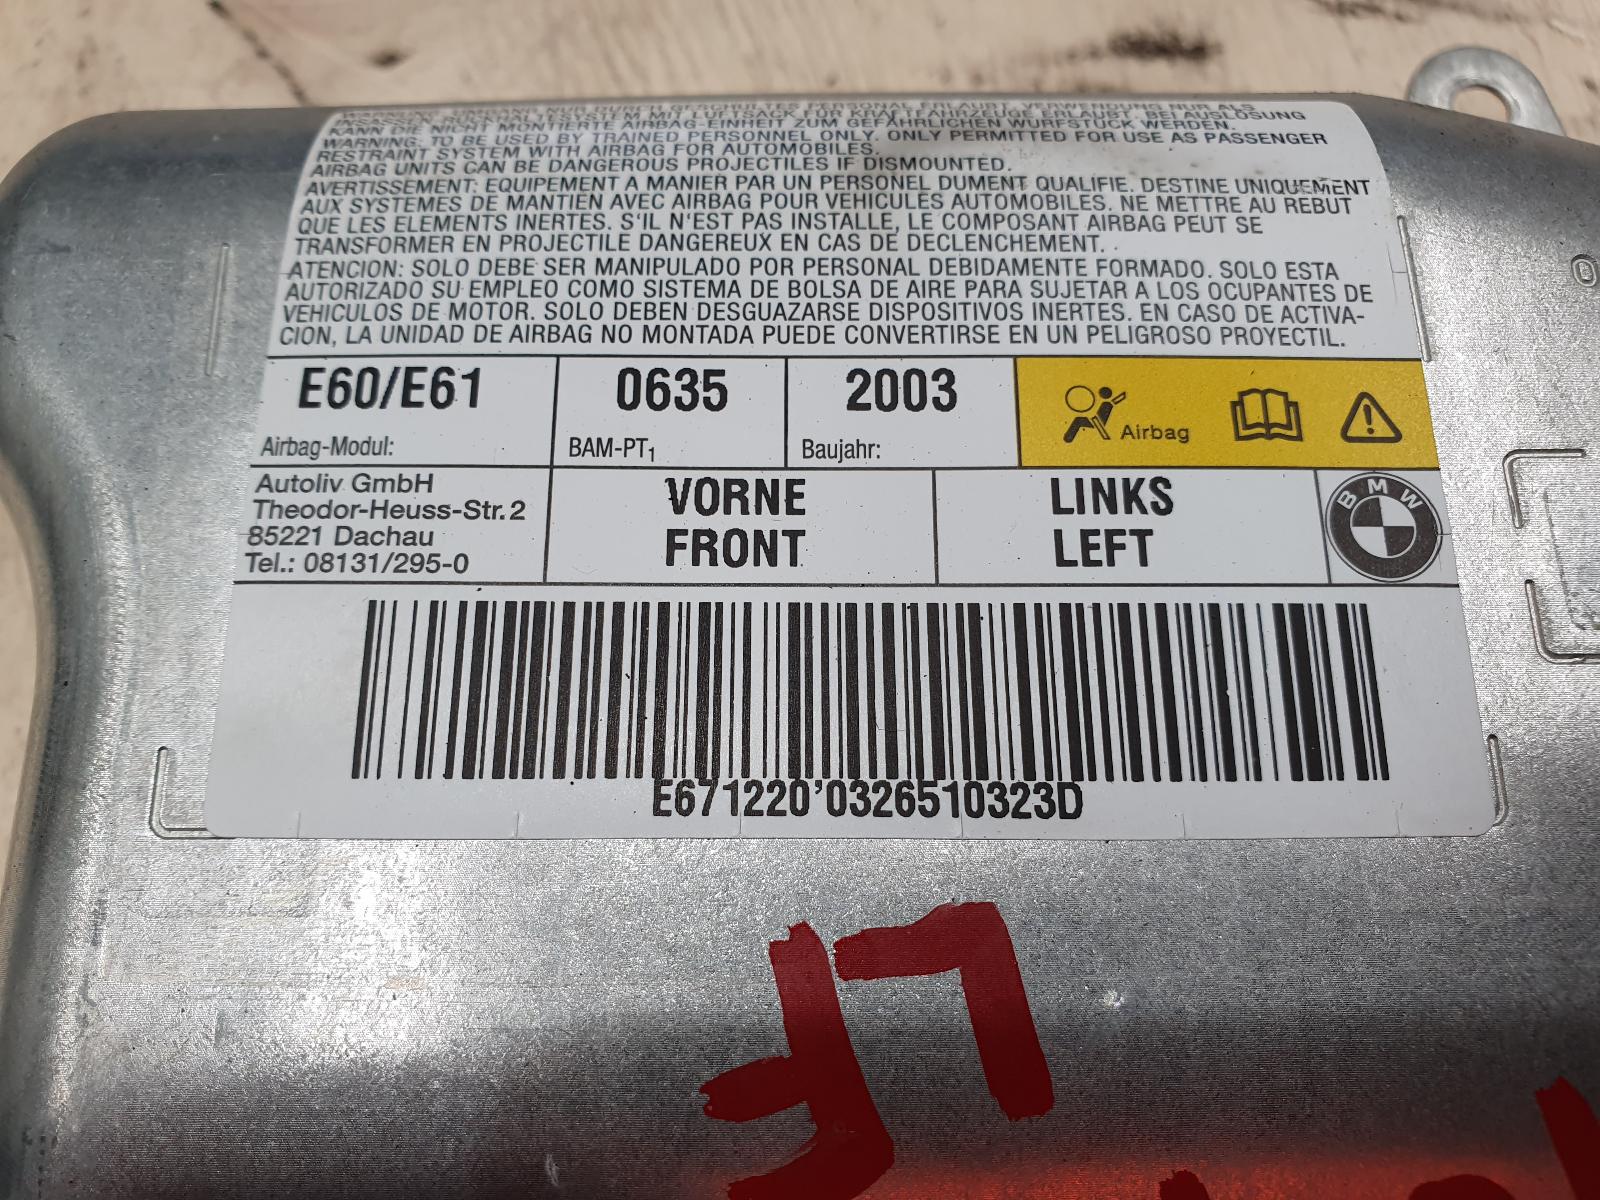 KANN DIE NICHT MONTIERTE AIRBAG-EINHEIT ZUM GEFÄHRLICHEN WURFSTÜCK WERDEN.
WARNING: TO BE USED BY TRAINED PERSONNEL ONLY. ONLY PERMITTED FOR USE AS PASSENGER
RESTRAINT SYSTEM WITH AIRBAG FOR AUTOMOBILES.
AIRBAG UNITS CAN BE DANGEROUS PROJECTILES IF DISMOUNTED.
AVERTISSEMENT: EQUIPEMENT A MANIER PAR UN PERSONEL DUMENT QUALIFIE. DESTINE UNIQUEMENT
AUX SYSTEMES DE MANTIEN AVEC AIRBAG POUR VEHICULES AUTOMOBILES. NE METTRE AU REBUT
QUE LES ELEMENTS INERTES. S'IL N'EST PAS INSTALLE, LE COMPOSANT AIRBAG PEUT SE
TRANSFORMER EN PROJECTILE DANGEREUX EN CAS DE DECLENCHEMENT.
ATENCION: SOLO DEBE SER MANIPULADO POR PERSONAL DEBIDAMENTE FORMADO. SOLO ESTA
AUTORIZADO SU EMPLEO COMO SISTEMA DE BOLSA DE AIRE PARA SUJETAR A LOS OCUPANTES DE
VEHICULOS DE MOTOR. SOLO DEBEN DESGUAZARSE DISPOSITIVOS INERTES. EN CASO DE ACTIVA-
CION, LA UNIDAD DE AIRBAG NO MONTADA PUEDE CONVERTIRSE EN UN PELIGROSO PROYECTIL.
E60/E61 0635 2003
Airbag-Modul: BAM-PT1 Baujahr: Airbag
Autoliv GmbH
Theodor-Heuss-Str. 2
85221 Dachau
Tel.: 08131/295-0
VORNE
FRONT
LINKS
LEFT
BMW
E671220'0326510323D
LF